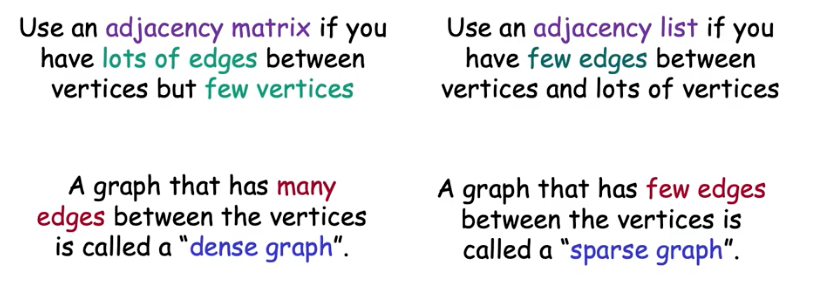 Use an adjacency matrix if you
have lots of edges between
vertices but few vertices
Use an adjacency list if you
have few edges between
vertices and lots of vertices
A graph that has many
edges between the vertices
is called a “dense graph”.
A graph that has few edges
between the vertices is
called a “sparse graph”.